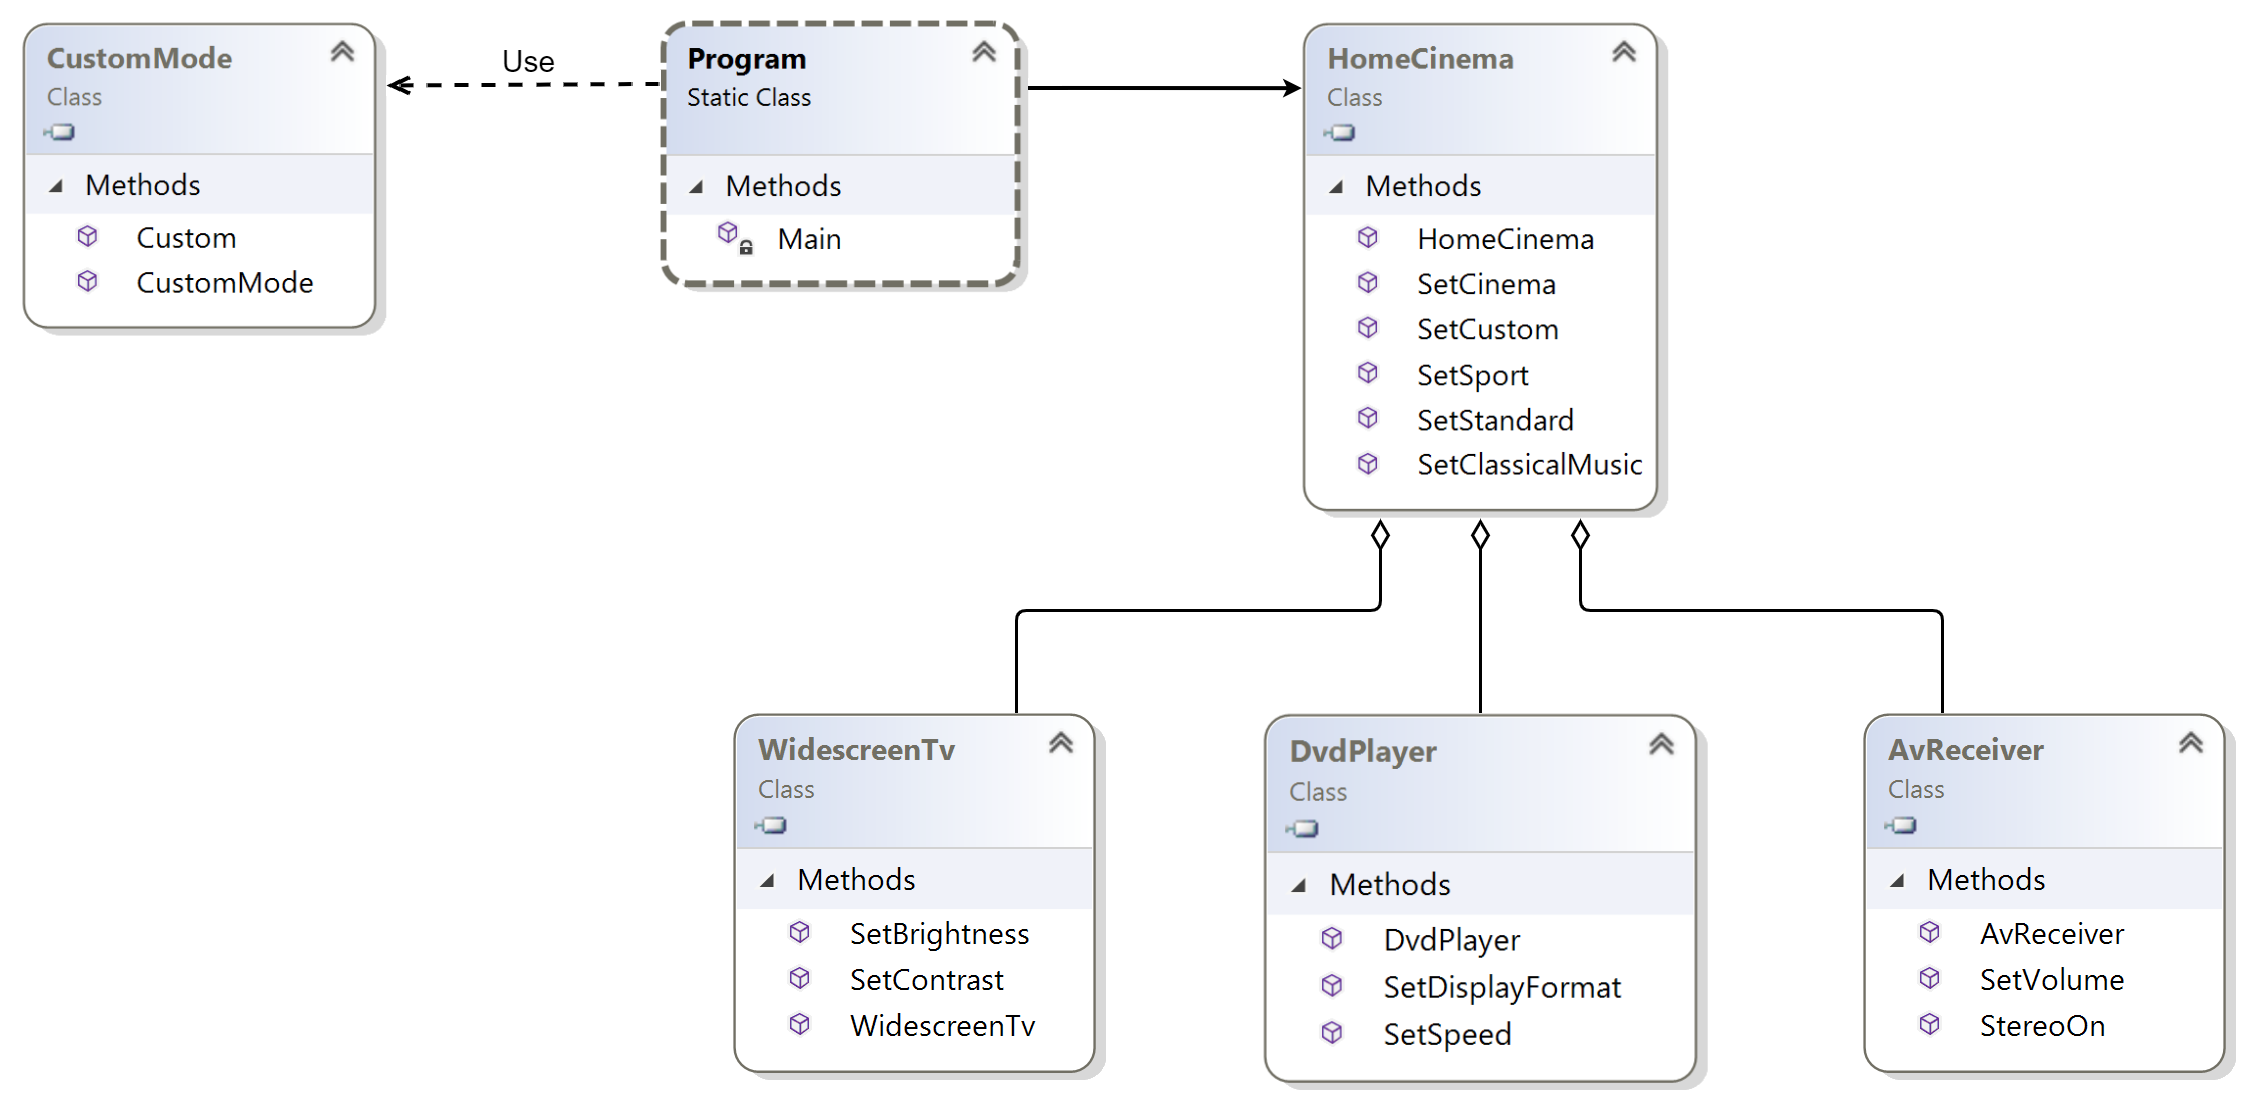 CustomMode
Class
Methods
Custom
CustomMode
Use
Program
Static Class
Methods
Main
HomeCinema
Class
Methods
HomeCinema
SetCinema
SetCustom
SetSport
SetStandard
SetClassicalMusic
WidescreenTv
Class
Methods
SetBrightness
SetContrast
WidescreenTv
DvdPlayer
Class
Methods
DvdPlayer
SetDisplayFormat
SetSpeed
AvReceiver
Class
Methods
AvReceiver
SetVolume
StereoOn